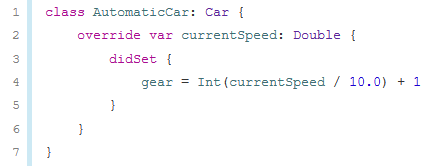 1 class AutomaticCar: Car {
2     override var currentSpeed: Double {
3         didSet {
4             gear = Int(currentSpeed / 10.0) + 1
5         }
6     }
7 }